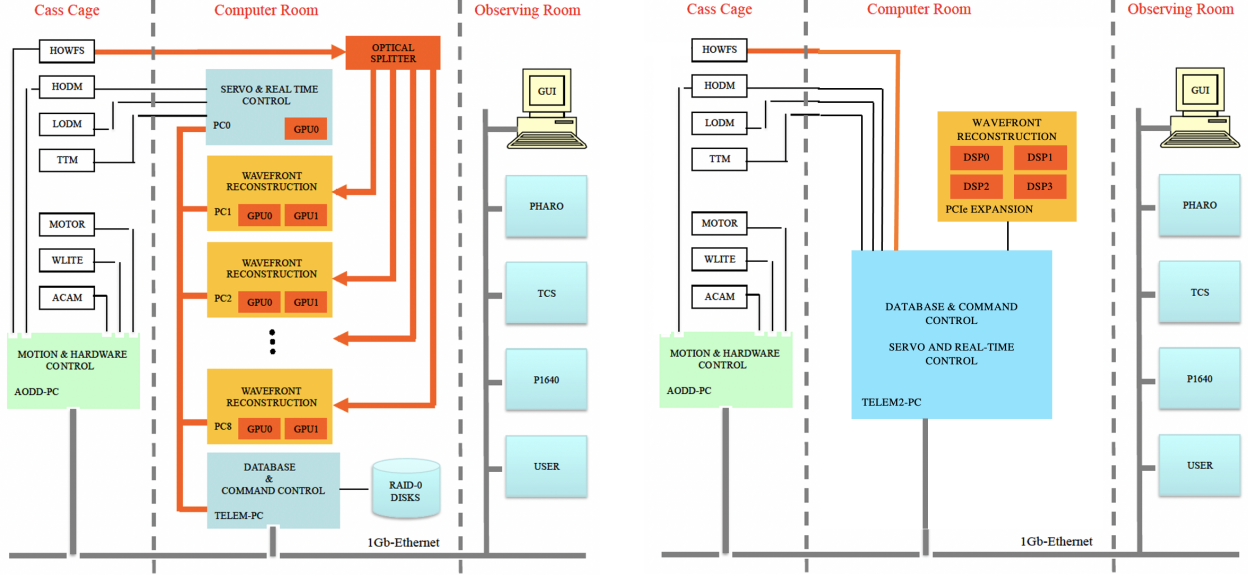 Cass Cage
Computer Room
Observing Room
HOWFS
HODM
LODM
TTM
MOTOR
WLITE
ACAM
MOTION & HARDWARE
CONTROL
AODD-PC
OPTICAL
SPLITTER
SERVO & REAL TIME
CONTROL
PC0
GPU0
WAVEFRONT
RECONSTRUCTION
PC1
GPU0
GPU1
WAVEFRONT
RECONSTRUCTION
PC2
GPU0
GPU1
WAVEFRONT
RECONSTRUCTION
PC8
GPU0
GPU1
DATABASE
&
COMMAND CONTROL
TELEM-PC
RAID-0
DISKS
GUI
PHARO
TCS
P1640
USER
1Gb-Ethernet
Cass Cage
Computer Room
Observing Room
HOWFS
HODM
LODM
TTM
MOTOR
WLITE
ACAM
MOTION & HARDWARE
CONTROL
AODD-PC
WAVEFRONT
RECONSTRUCTION
DSP0
DSP1
DSP2
DSP3
PCIe EXPANSION
DATABASE & COMMAND
CONTROL
SERVO AND REAL-TIME
CONTROL
TELEM2-PC
GUI
PHARO
TCS
P1640
USER
1Gb-Ethernet